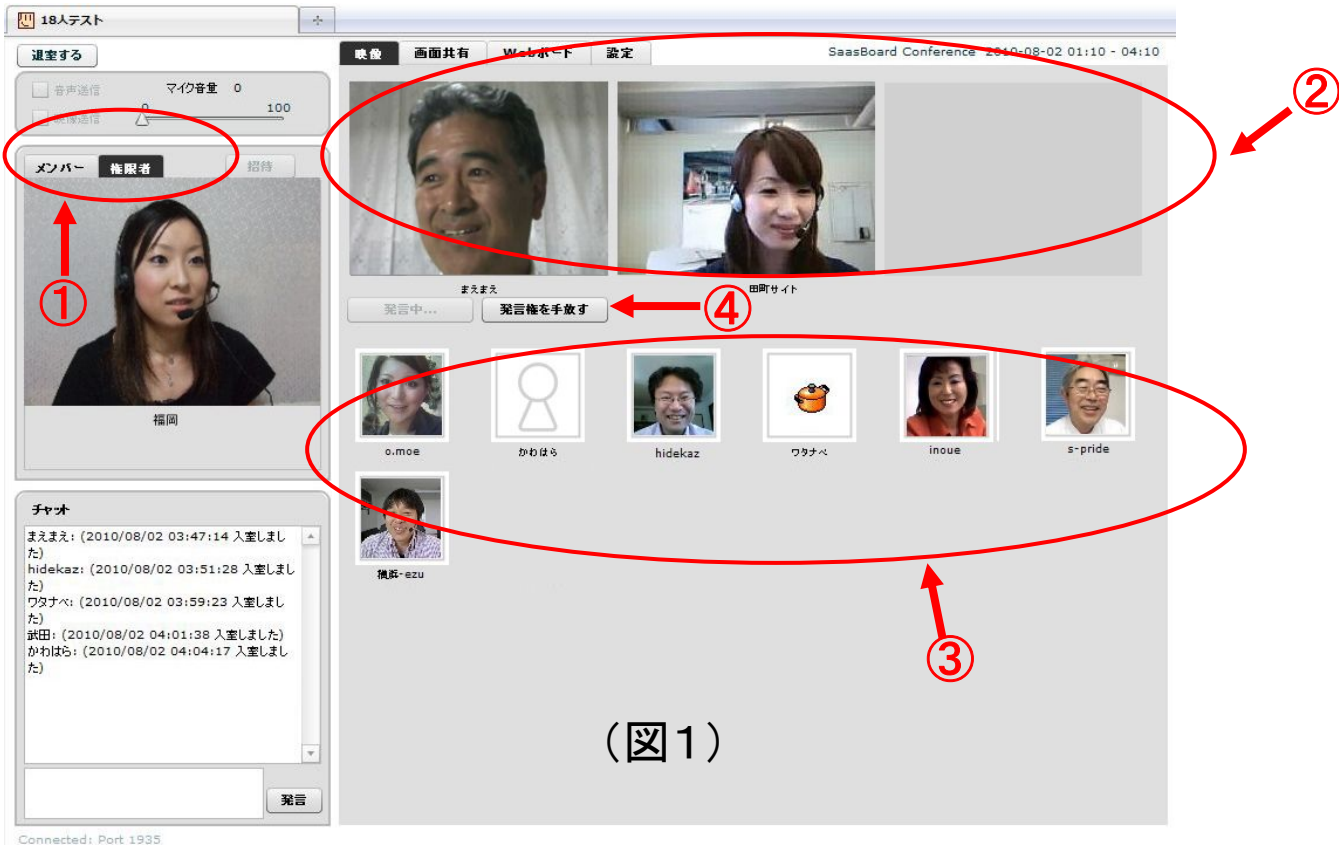 18人テスト
退室する
映像 画面共有 Webボード 設定 SaasBoard Conference 2010-08-02 01:10 - 04:10
音声送信 マイク音量 0
映像送信 0 100
②
メンバー 権限者 招待
①
福岡
まえまえ 田町サイト
発言中... 発言権を手放す ④
o.moe かわはら hidekaz ワタナベ inoue s-pride
横浜-ezu
③
チャット
まえまえ: (2010/08/02 03:47:14 入室しまし
た)
hidekaz: (2010/08/02 03:51:28 入室しまし
た)
ワタナベ: (2010/08/02 03:59:23 入室しまし
た)
武田: (2010/08/02 04:01:38 入室しました)
かわはら: (2010/08/02 04:04:17 入室しまし
た)
発言
（図１）
Connected: Port 1935